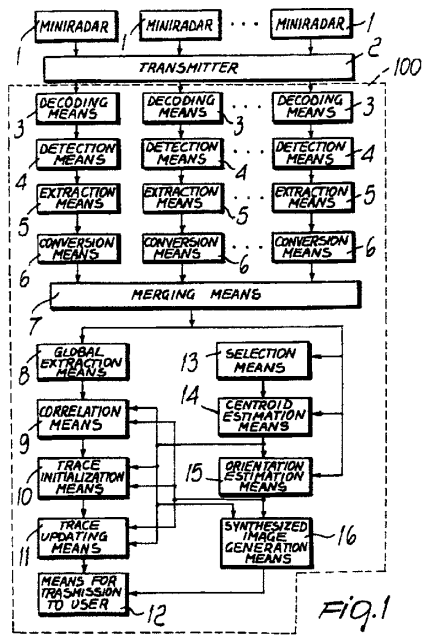 MINIRADAR MINIRADAR . . . MINIRADAR 1
1 1
TRANSMITTER 2
100
DECODING MEANS DECODING MEANS . . . DECODING MEANS 3
3 3
DETECTION MEANS DETECTION MEANS . . . DETECTION MEANS 4
4 4
EXTRACTION MEANS EXTRACTION MEANS . . . EXTRACTION MEANS 5
5 5
CONVERSION MEANS CONVERSION MEANS . . . CONVERSION MEANS 6
6 6
MERGING MEANS
7
GLOBAL EXTRACTION MEANS
8
13 SELECTION MEANS
CORRELATION MEANS
9
14 CENTROID ESTIMATION MEANS
TRACE INITIALIZATION MEANS
10
15 ORIENTATION ESTIMATION MEANS
TRACE UPDATING MEANS
11
SYNTHESIZED IMAGE GENERATION MEANS 16
MEANS FOR TRASMISSION TO USER 12
Fig.1